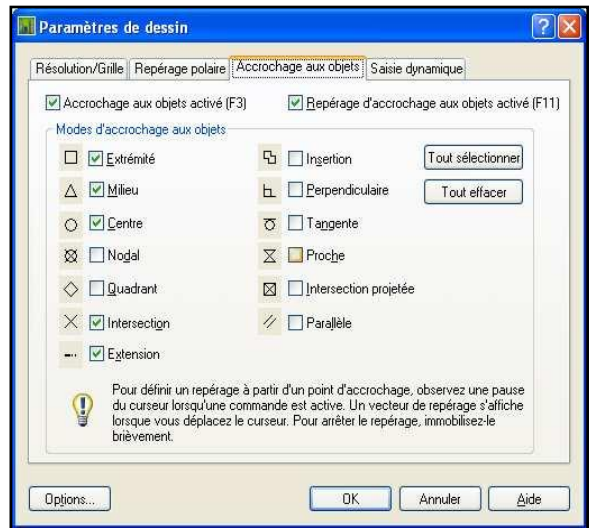 Paramètres de dessin
Résolution/Grille Repérage polaire Accrochage aux objets Saisie dynamique
Accrochage aux objets activé (F3) Repérage d'accrochage aux objets activé (F11)
Modes d'accrochage aux objets
Extrémité Insertion Tout sélectionner
Milieu Perpendiculaire Tout effacer
Centre Tangente
Nodal Proche
Quadrant Intersection projetée
Intersection Parallèle
Extension
Pour définir un repérage à partir d'un point d'accrochage, observez une pause
du curseur lorsqu'une commande est active. Un vecteur de repérage s'affiche
lorsque vous déplacez le curseur. Pour arrêter le repérage, immobilisez-le
brièvement.
Options... OK Annuler Aide